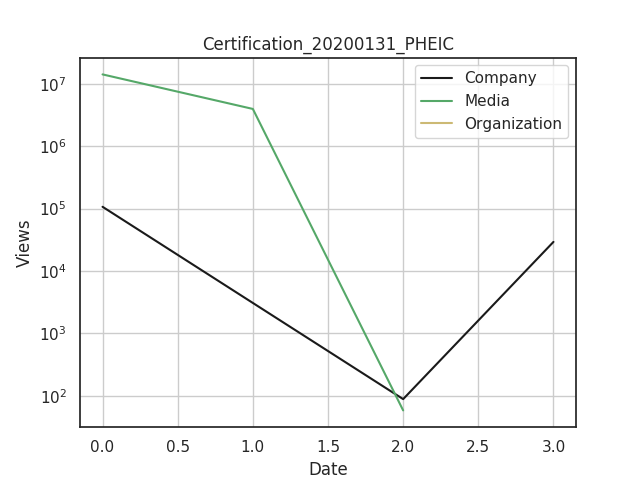 Certification_20200131_PHEIC
Company
Media
Organization
Views
10^7
10^6
10^5
10^4
10^3
10^2
0.0 0.5 1.0 1.5 2.0 2.5 3.0
Date